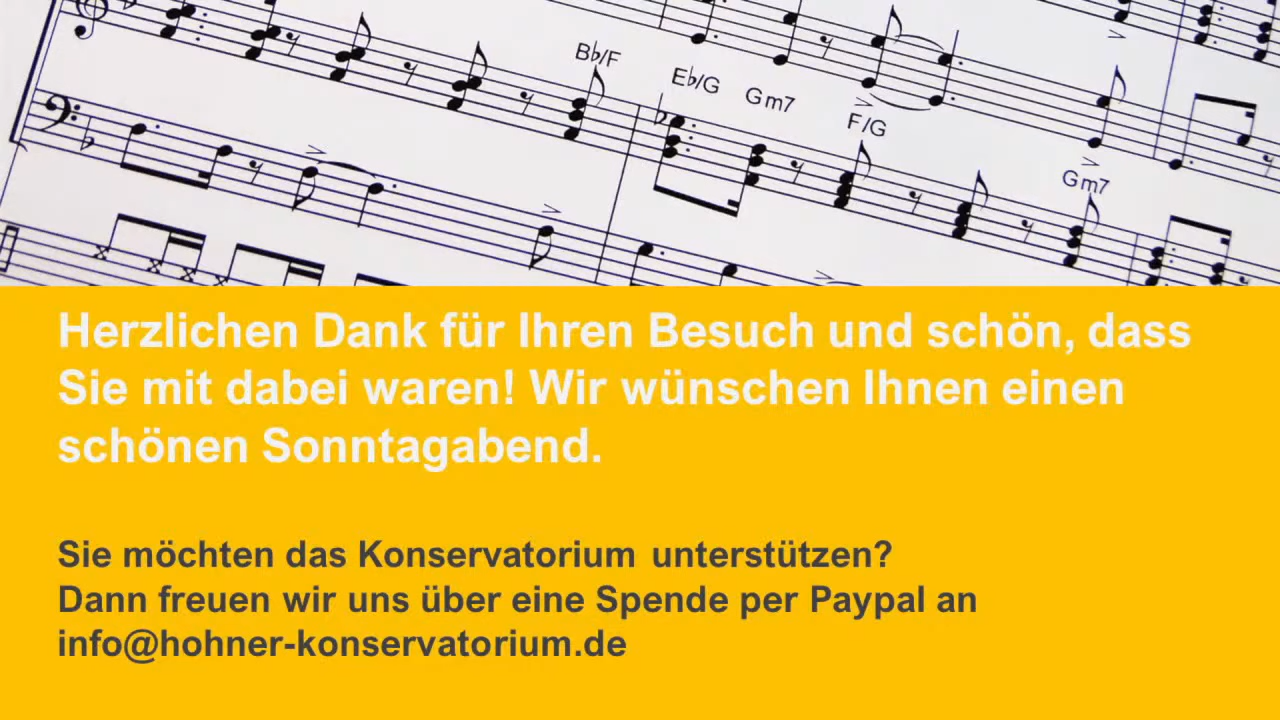 Bb/F
Eb/G Gm7
F/G
Gm7
Herzlichen Dank für Ihren Besuch und schön, dass
Sie mit dabei waren! Wir wünschen Ihnen einen
schönen Sonntagabend.
Sie möchten das Konservatorium unterstützen?
Dann freuen wir uns über eine Spende per Paypal an
info@hohner-konservatorium.de